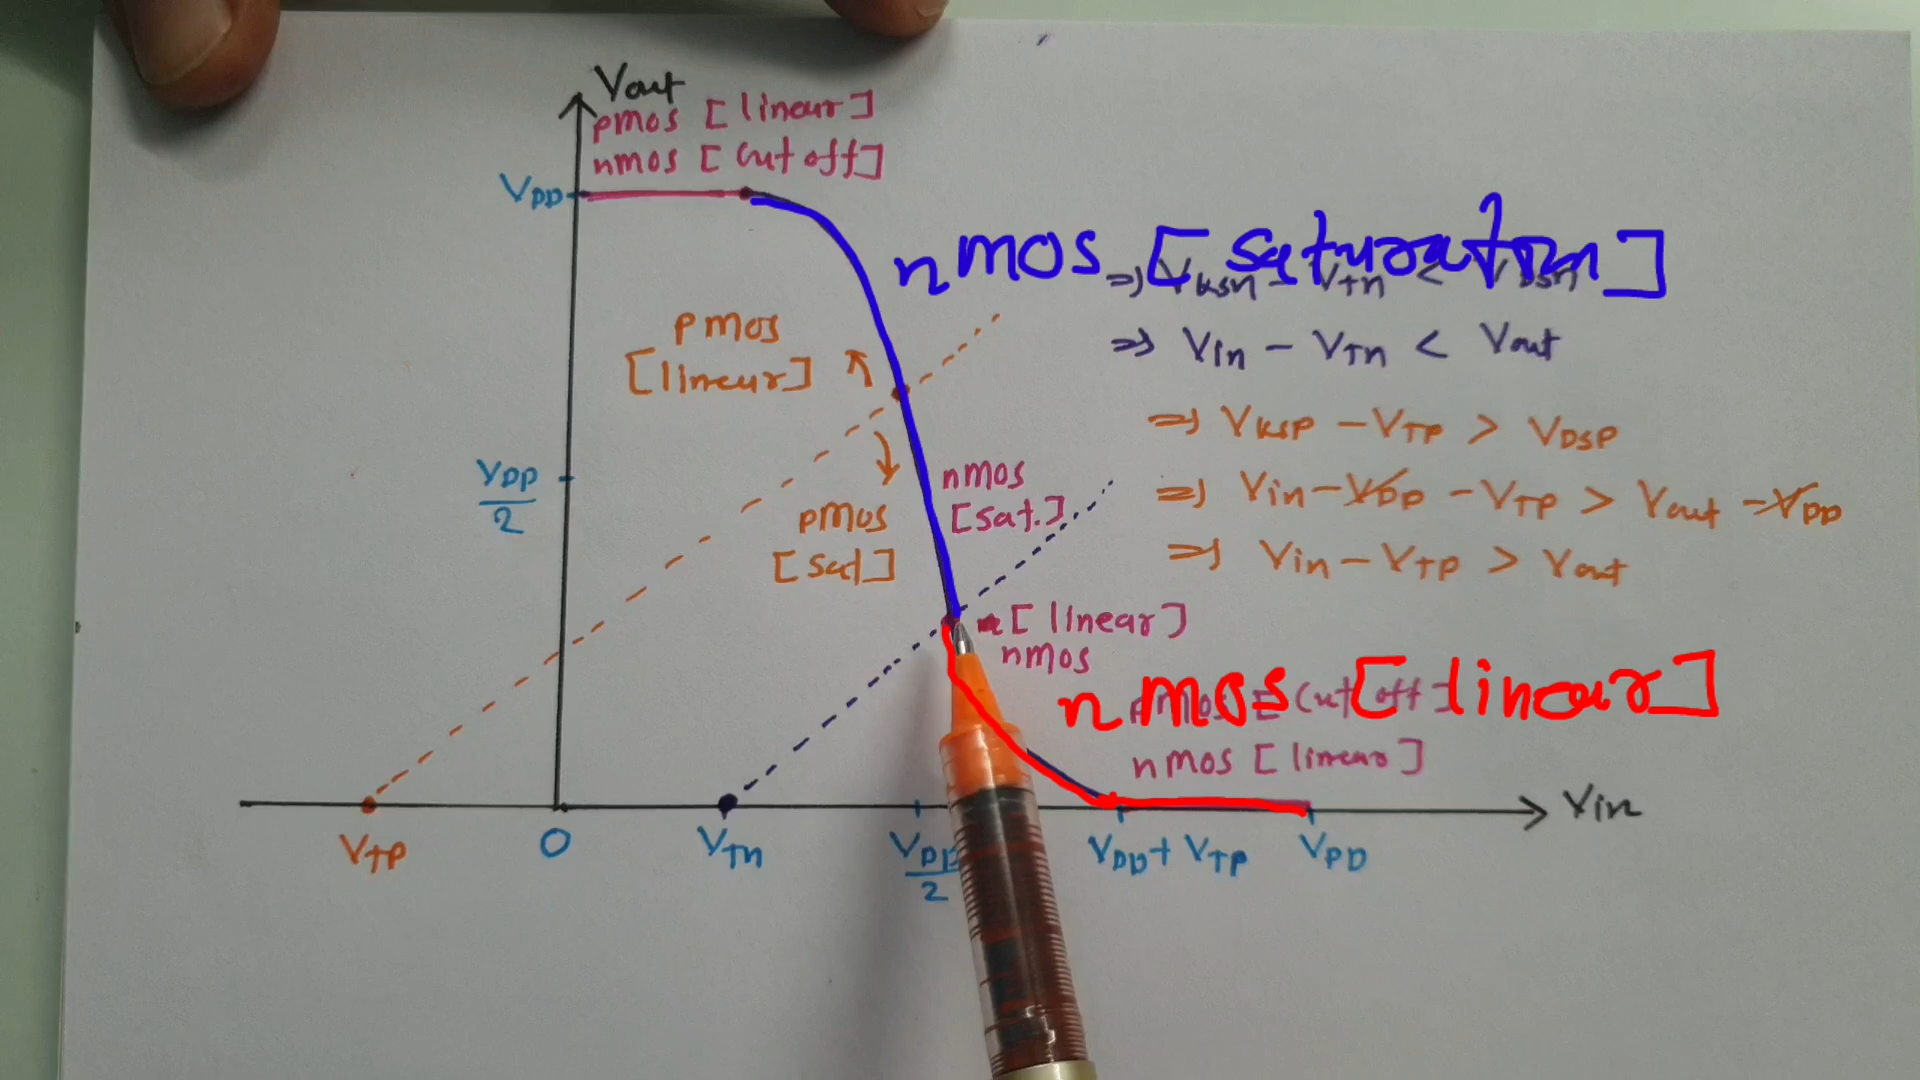 Vout
pmos [linear]
nmos [cut off]
VDD
nmos [saturation]
=> VGSn - VTn < VDSn
=> Vin - VTn < Vout
pmos
[linear]
=> VGSP - VTP > VDSP
VDD/2
nmos
[sat.]
=> Vin - VDD - VTP > Vout - VDD
pmos
[sat]
=> Vin - VTP > Vout
[linear]
nmos
nmos [linear]
pmos [cut off]
nmos [linear]
Vin
VTP
0
VTn
VDD/2
VDD + VTP
VDD